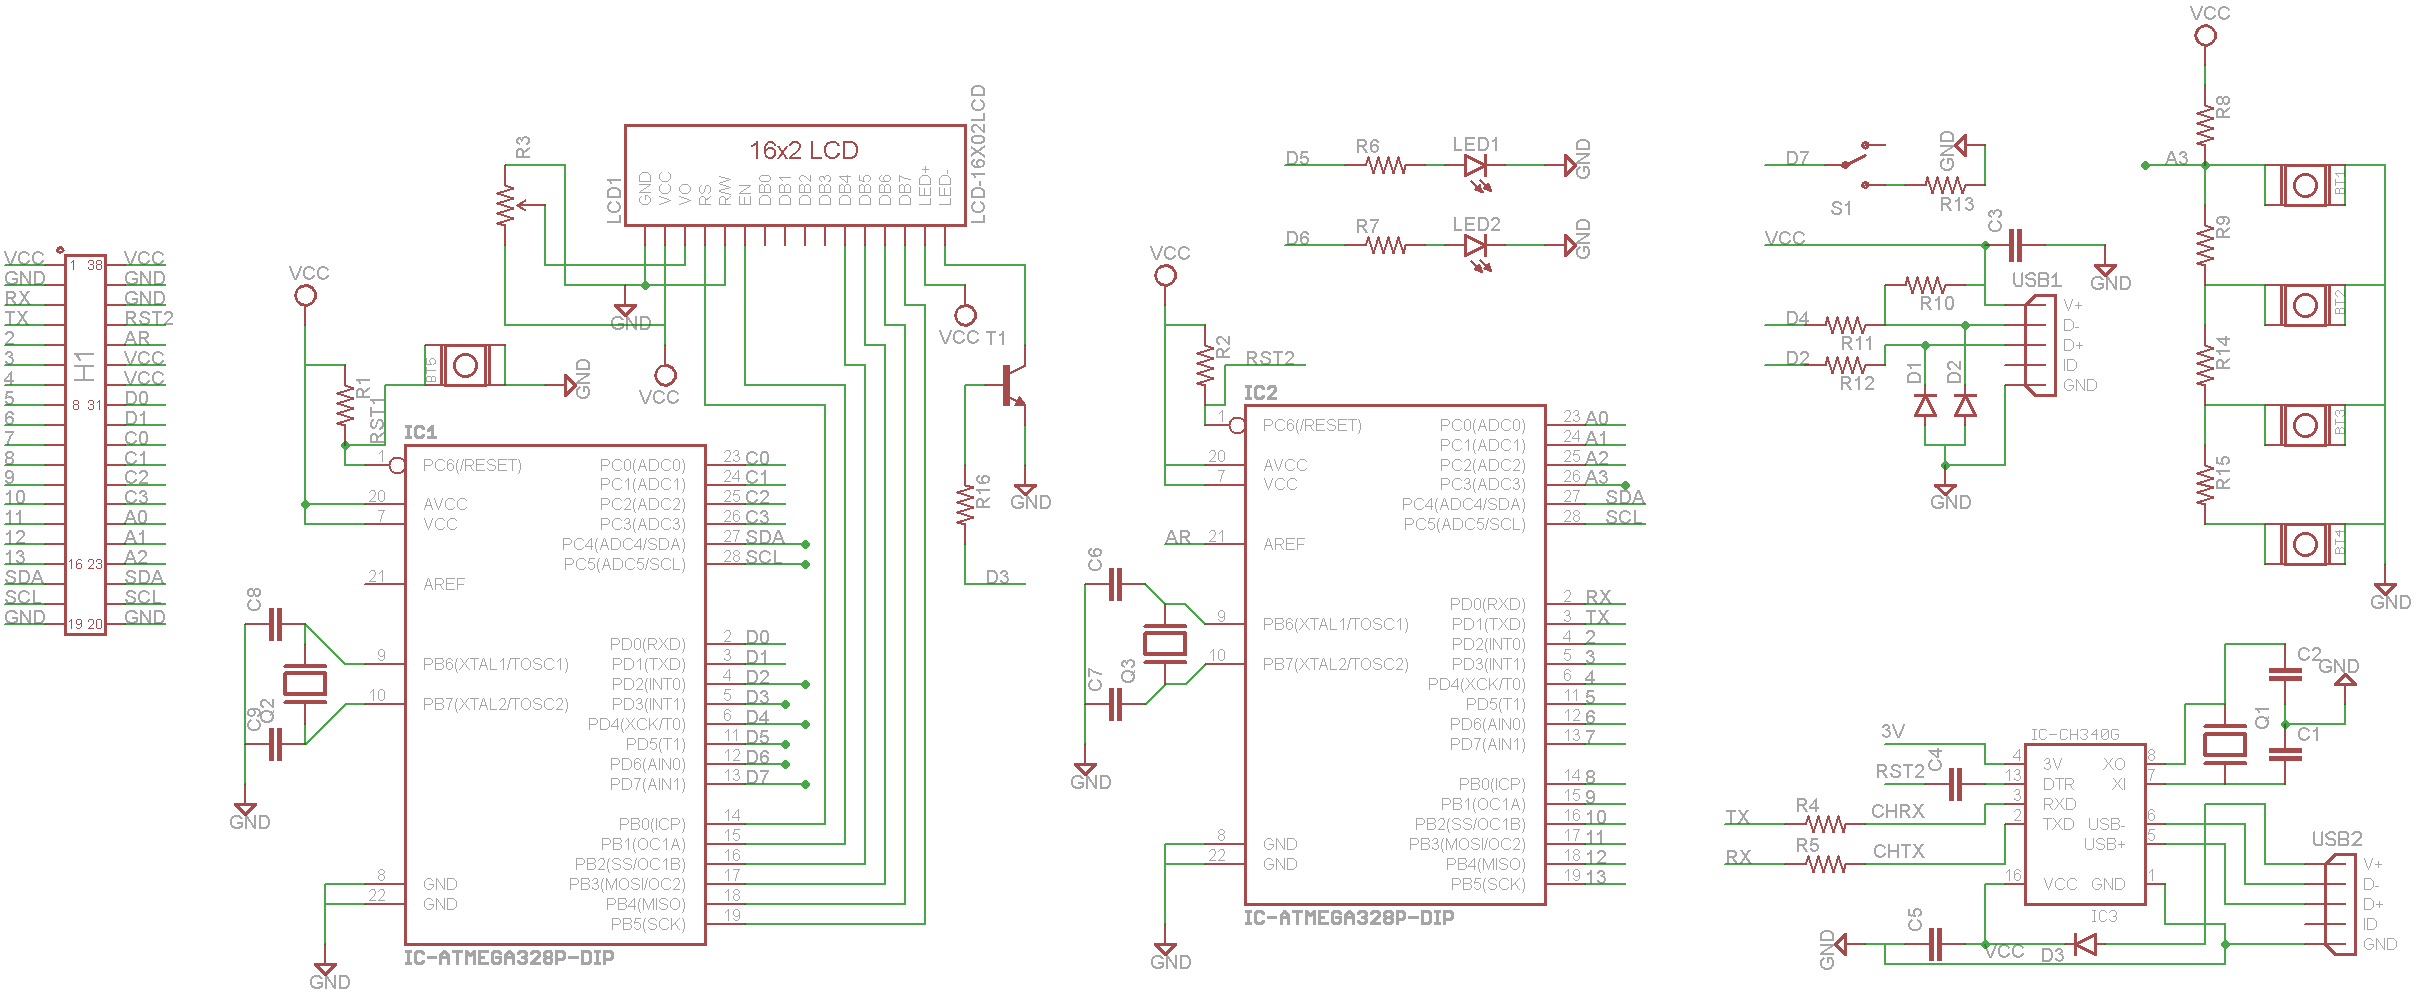 VCC VCC
GND GND
RX GND
TX RST2
2 AR
3 VCC
4 VCC
5 D0
6 D1
7 C0
8 C1
9 C2
10 C3
11 A0
12 A1
13 A2
SDA SDA
SCL SCL
GND GND
1 38
H1
8 31
16 23
19 20
VCC
R1
RST1
BT5
GND
C8
C9
Q2
GND
GND
IC1
1 PC6(/RESET)
20 AVCC
7 VCC
21 AREF
9 PB6(XTAL1/TOSC1)
10 PB7(XTAL2/TOSC2)
8 GND
22 GND
PC0(ADC0) 23 C0
PC1(ADC1) 24 C1
PC2(ADC2) 25 C2
PC3(ADC3) 26 C3
PC4(ADC4/SDA) 27 SDA
PC5(ADC5/SCL) 28 SCL
PD0(RXD) 2 D0
PD1(TXD) 3 D1
PD2(INT0) 4 D2
PD3(INT1) 5 D3
PD4(XCK/T0) 6 D4
PD5(T1) 11 D5
PD6(AIN0) 12 D6
PD7(AIN1) 13 D7
PB0(ICP) 14
PB1(OC1A) 15
PB2(SS/OC1B) 16
PB3(MOSI/OC2) 17
PB4(MISO) 18
PB5(SCK) 19
IC-ATMEGA328P-DIP
R3
LCD1
16x2 LCD
LCD-16X02LCD
GND
VCC
VO
RS
R/W
EN
DB0
DB1
DB2
DB3
DB4
DB5
DB6
DB7
LED+
LED-
GND
VCC
VCC
T1
GND
R16
D3
VCC
R2
RST2
IC2
1 PC6(/RESET)
20 AVCC
7 VCC
AR 21 AREF
9 PB6(XTAL1/TOSC1)
10 PB7(XTAL2/TOSC2)
8 GND
22 GND
C6
C7
Q3
GND
GND
PC0(ADC0) 23 A0
PC1(ADC1) 24 A1
PC2(ADC2) 25 A2
PC3(ADC3) 26 A3
PC4(ADC4/SDA) 27 SDA
PC5(ADC5/SCL) 28 SCL
PD0(RXD) 2 RX
PD1(TXD) 3 TX
PD2(INT0) 4 2
PD3(INT1) 5 3
PD4(XCK/T0) 6 4
PD5(T1) 11 5
PD6(AIN0) 12 6
PD7(AIN1) 13 7
PB0(ICP) 14 8
PB1(OC1A) 15 9
PB2(SS/OC1B) 16 10
PB3(MOSI/OC2) 17 11
PB4(MISO) 18 12
PB5(SCK) 19 13
IC-ATMEGA328P-DIP
D5 R6 LED1 GND
D6 R7 LED2 GND
D7 S1 R13 GND
VCC
C3
GND
USB1
R10
D4 R11
D2 R12
D1
D2
V+
D-
D+
ID
GND
GND
VCC
R8
A3
BT1
R9
BT2
R14
BT3
R15
BT4
GND
C2
GND
Q1
C1
3V
RST2
C4
IC-CH340G
4 3V XO 8
13 DTR XI 7
3 RXD
2 TXD USB- 6
USB+ 5
16 VCC GND 1
IC3
TX R4 CHRX
RX R5 CHTX
GND
C5
VCC
D3
USB2
V+
D-
D+
ID
GND